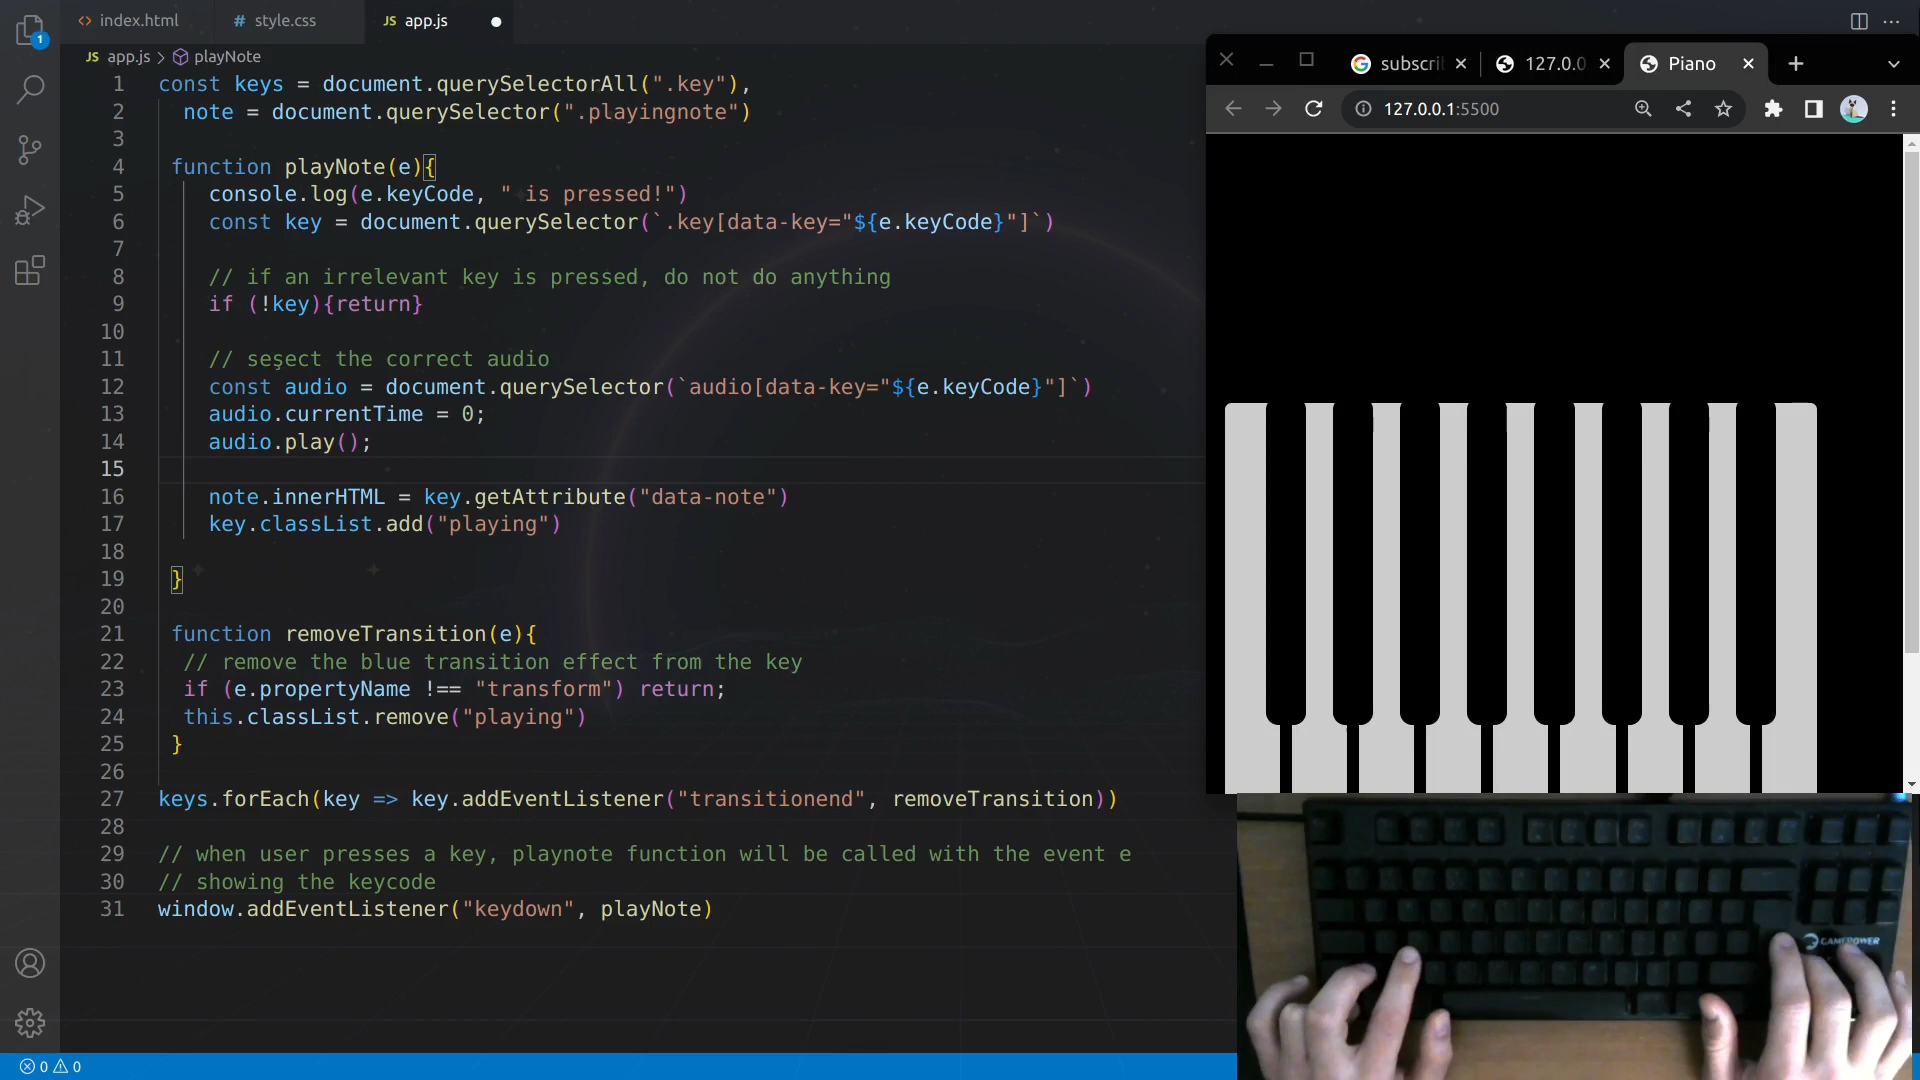 index.html
# style.css
JS app.js
JS app.js > playNote
1 const keys = document.querySelectorAll(".key"),
2 note = document.querySelector(".playingnote")
3
4 function playNote(e){
5 console.log(e.keyCode, " is pressed!")
6 const key = document.querySelector(`.key[data-key="${e.keyCode}"]`)
7
8 // if an irrelevant key is pressed, do not do anything
9 if (!key){return}
10
11 // seşect the correct audio
12 const audio = document.querySelector(`audio[data-key="${e.keyCode}"]`)
13 audio.currentTime = 0;
14 audio.play();
15
16 note.innerHTML = key.getAttribute("data-note")
17 key.classList.add("playing")
18
19 }
20
21 function removeTransition(e){
22 // remove the blue transition effect from the key
23 if (e.propertyName !== "transform") return;
24 this.classList.remove("playing")
25 }
26
27 keys.forEach(key => key.addEventListener("transitionend", removeTransition))
28
29 // when user presses a key, playnote function will be called with the event e
30 // showing the keycode
31 window.addEventListener("keydown", playNote)
1
0 0
subscri
127.0.0
Piano
127.0.0.1:5500
GAMEPOWER